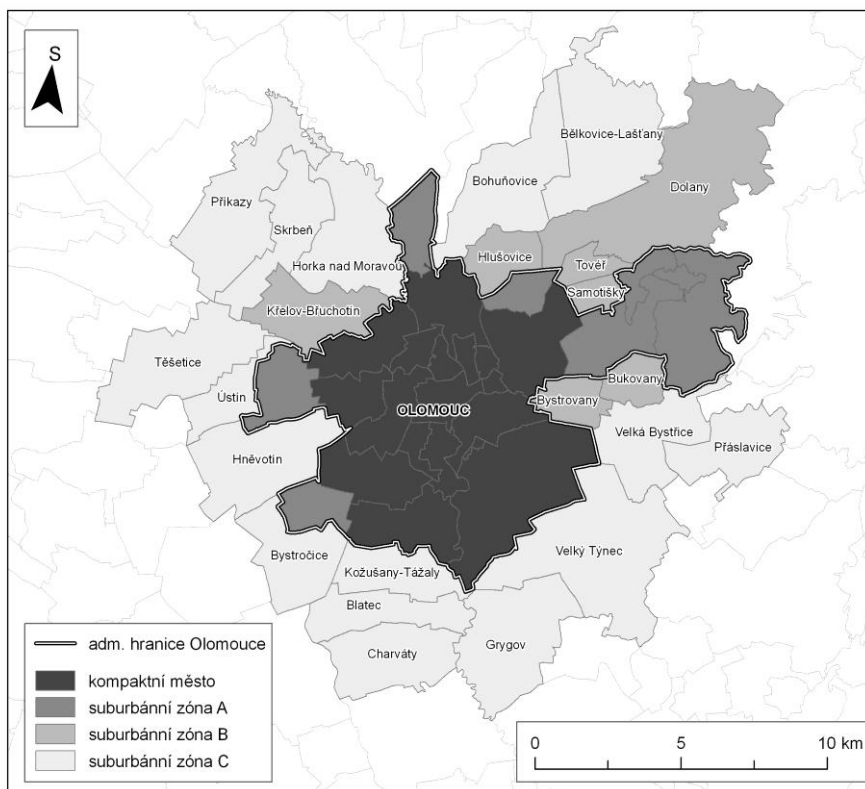 S
Bělkovice-Lašťany
Bohuňovice
Dolany
Příkazy
Skrbeň
Horka nad Moravou
Hlušovice
Tovéř
Samotišky
Křelov-Břuchotín
Těšetice
Ústín
Bukovany
Bystrovany
OLOMOUC
Velká Bystřice
Přáslavice
Hněvotín
Bystročice
Kožušany-Tážaly
Velký Týnec
Blatec
Charváty
Grygov
adm. hranice Olomouce
kompaktní město
suburbánní zóna A
suburbánní zóna B
suburbánní zóna C
0 5 10 km